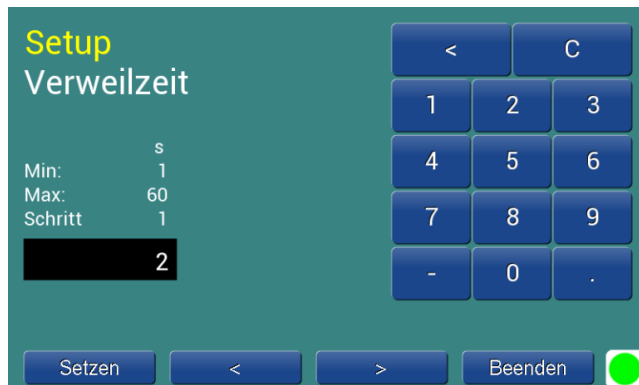 Setup
Verweilzeit
s
Min: 1
Max: 60
Schritt 1
2
< C
1 2 3
4 5 6
7 8 9
- 0 .
Setzen < > Beenden